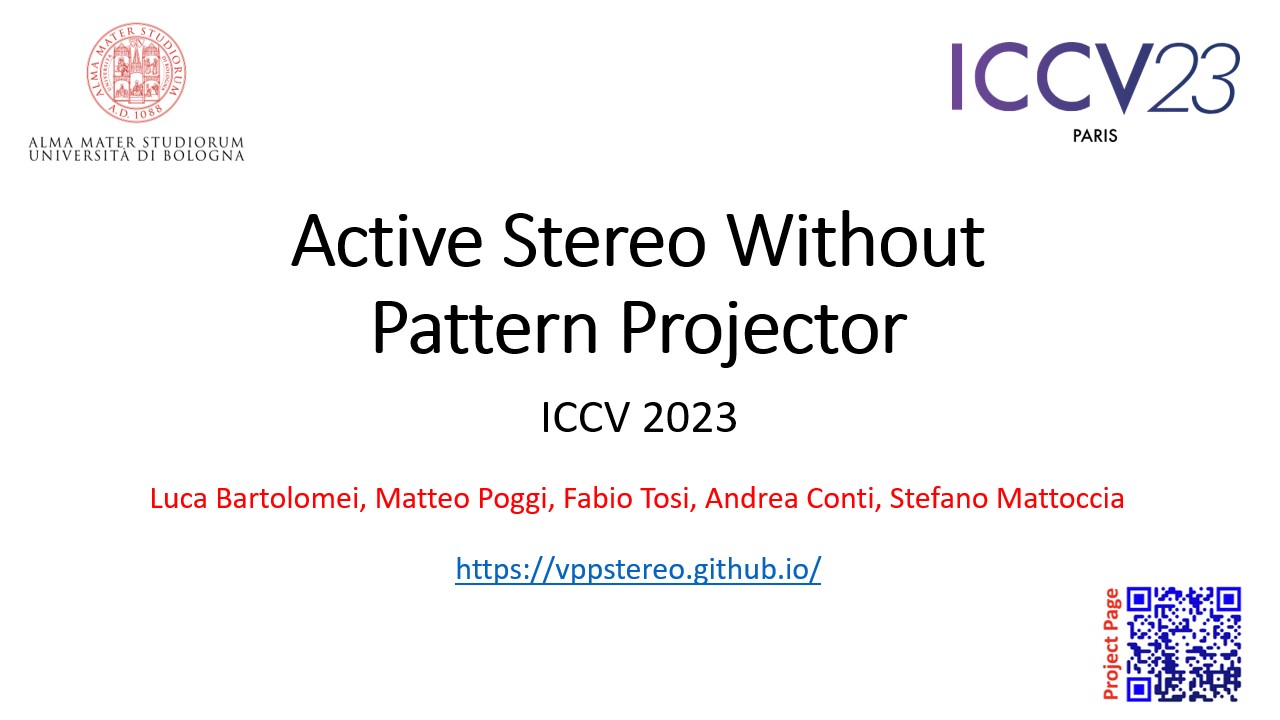 ALMA MATER STUDIORUM
A.D. 1088
ALMA MATER STUDIORUM
UNIVERSITÀ DI BOLOGNA
ICCV23
PARIS
Active Stereo Without
Pattern Projector
ICCV 2023
Luca Bartolomei, Matteo Poggi, Fabio Tosi, Andrea Conti, Stefano Mattoccia
https://vppstereo.github.io/
Project Page